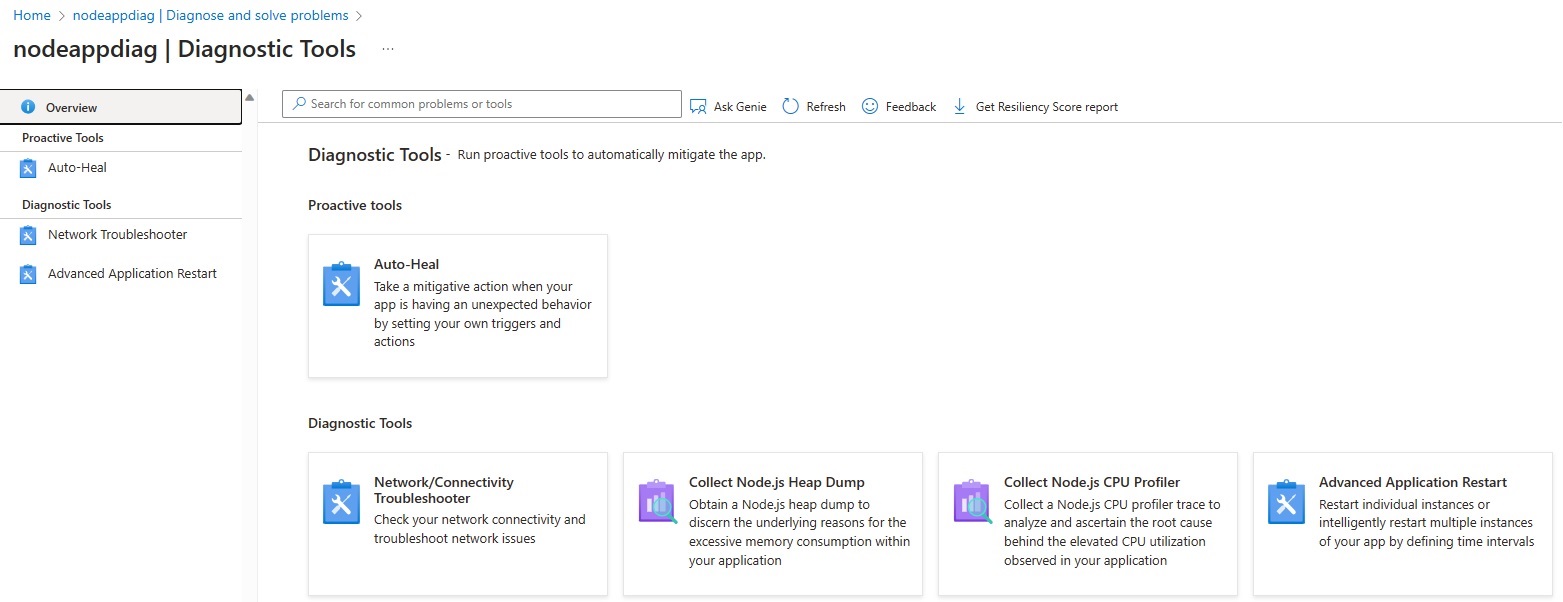 Home > nodeappdiag | Diagnose and solve problems >
nodeappdiag | Diagnostic Tools ...
Overview
Proactive Tools
Auto-Heal
Diagnostic Tools
Network Troubleshooter
Advanced Application Restart
Search for common problems or tools
Ask Genie
Refresh
Feedback
Get Resiliency Score report
Diagnostic Tools - Run proactive tools to automatically mitigate the app.
Proactive tools
Auto-Heal
Take a mitigative action when your
app is having an unexpected behavior
by setting your own triggers and
actions
Diagnostic Tools
Network/Connectivity
Troubleshooter
Check your network connectivity and
troubleshoot network issues
Collect Node.js Heap Dump
Obtain a Node.js heap dump to
discern the underlying reasons for the
excessive memory consumption within
your application
Collect Node.js CPU Profiler
Collect a Node.js CPU profiler trace to
analyze and ascertain the root cause
behind the elevated CPU utilization
observed in your application
Advanced Application Restart
Restart individual instances or
intelligently restart multiple instances
of your app by defining time intervals